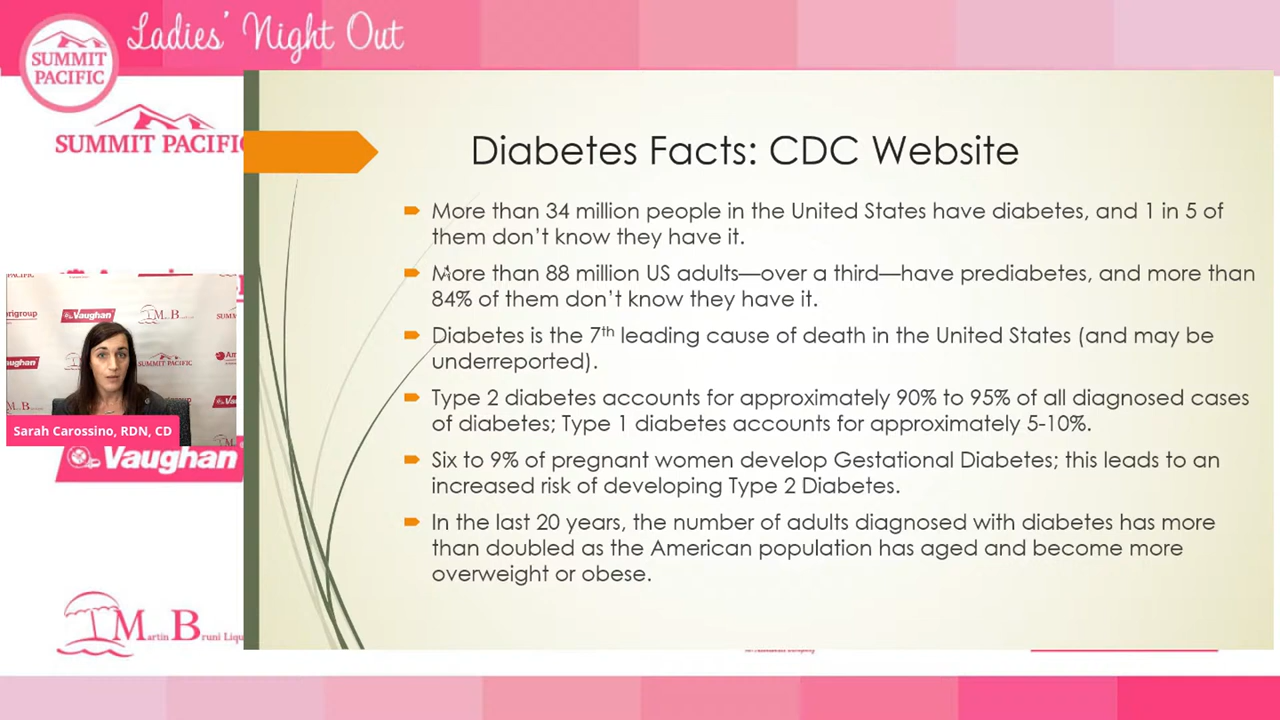 Ladies' Night Out
SUMMIT
PACIFIC
SUMMIT PACIFIC
Diabetes Facts: CDC Website
More than 34 million people in the United States have diabetes, and 1 in 5 of
them don't know they have it.
More than 88 million US adults—over a third—have prediabetes, and more than
84% of them don't know they have it.
Diabetes is the 7th leading cause of death in the United States (and may be
underreported).
Type 2 diabetes accounts for approximately 90% to 95% of all diagnosed cases
of diabetes; Type 1 diabetes accounts for approximately 5-10%.
Six to 9% of pregnant women develop Gestational Diabetes; this leads to an
increased risk of developing Type 2 Diabetes.
In the last 20 years, the number of adults diagnosed with diabetes has more
than doubled as the American population has aged and become more
overweight or obese.
Vaughan
SUMMIT PACIFIC
Sarah Carossino, RDN, CD
Vaughan
Martin Bruni